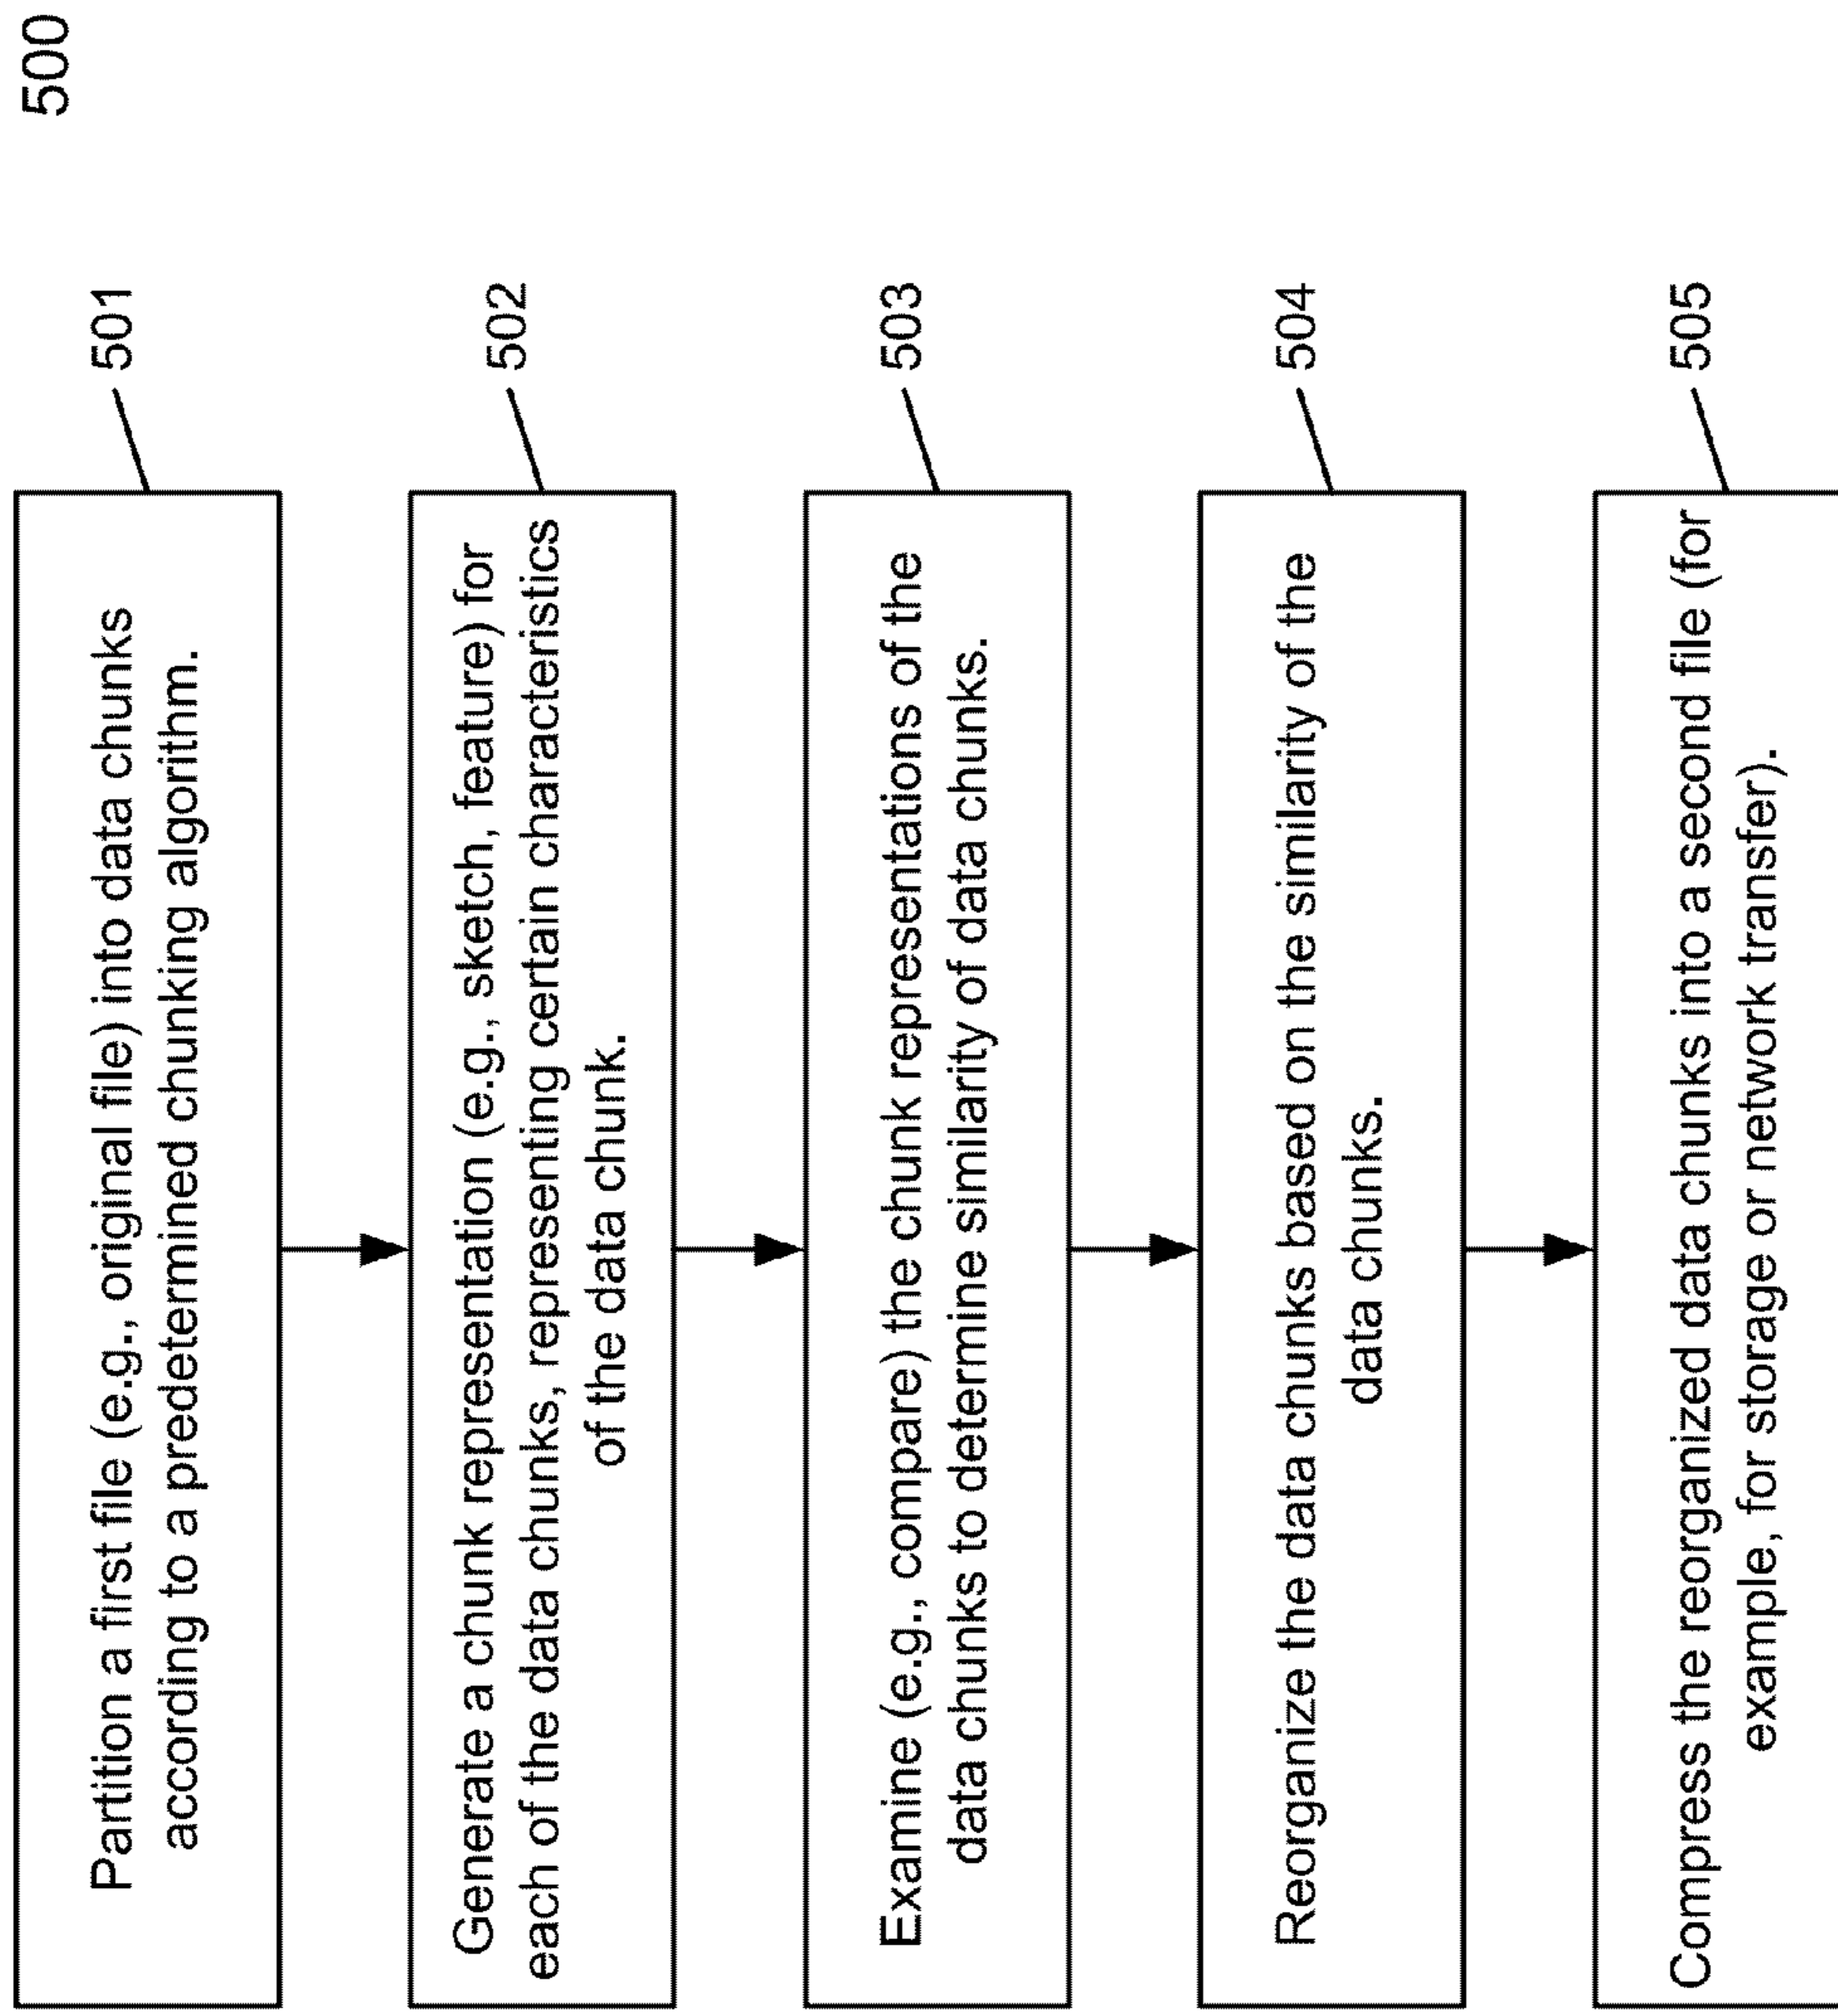 500
Partition a first file (e.g., original file) into data chunks
according to a predetermined chunking algorithm.
501
Generate a chunk representation (e.g., sketch, feature) for
each of the data chunks, representing certain characteristics
of the data chunk.
502
Examine (e.g., compare) the chunk representations of the
data chunks to determine similarity of data chunks.
503
Reorganize the data chunks based on the similarity of the
data chunks.
504
Compress the reorganized data chunks into a second file (for
example, for storage or network transfer).
505